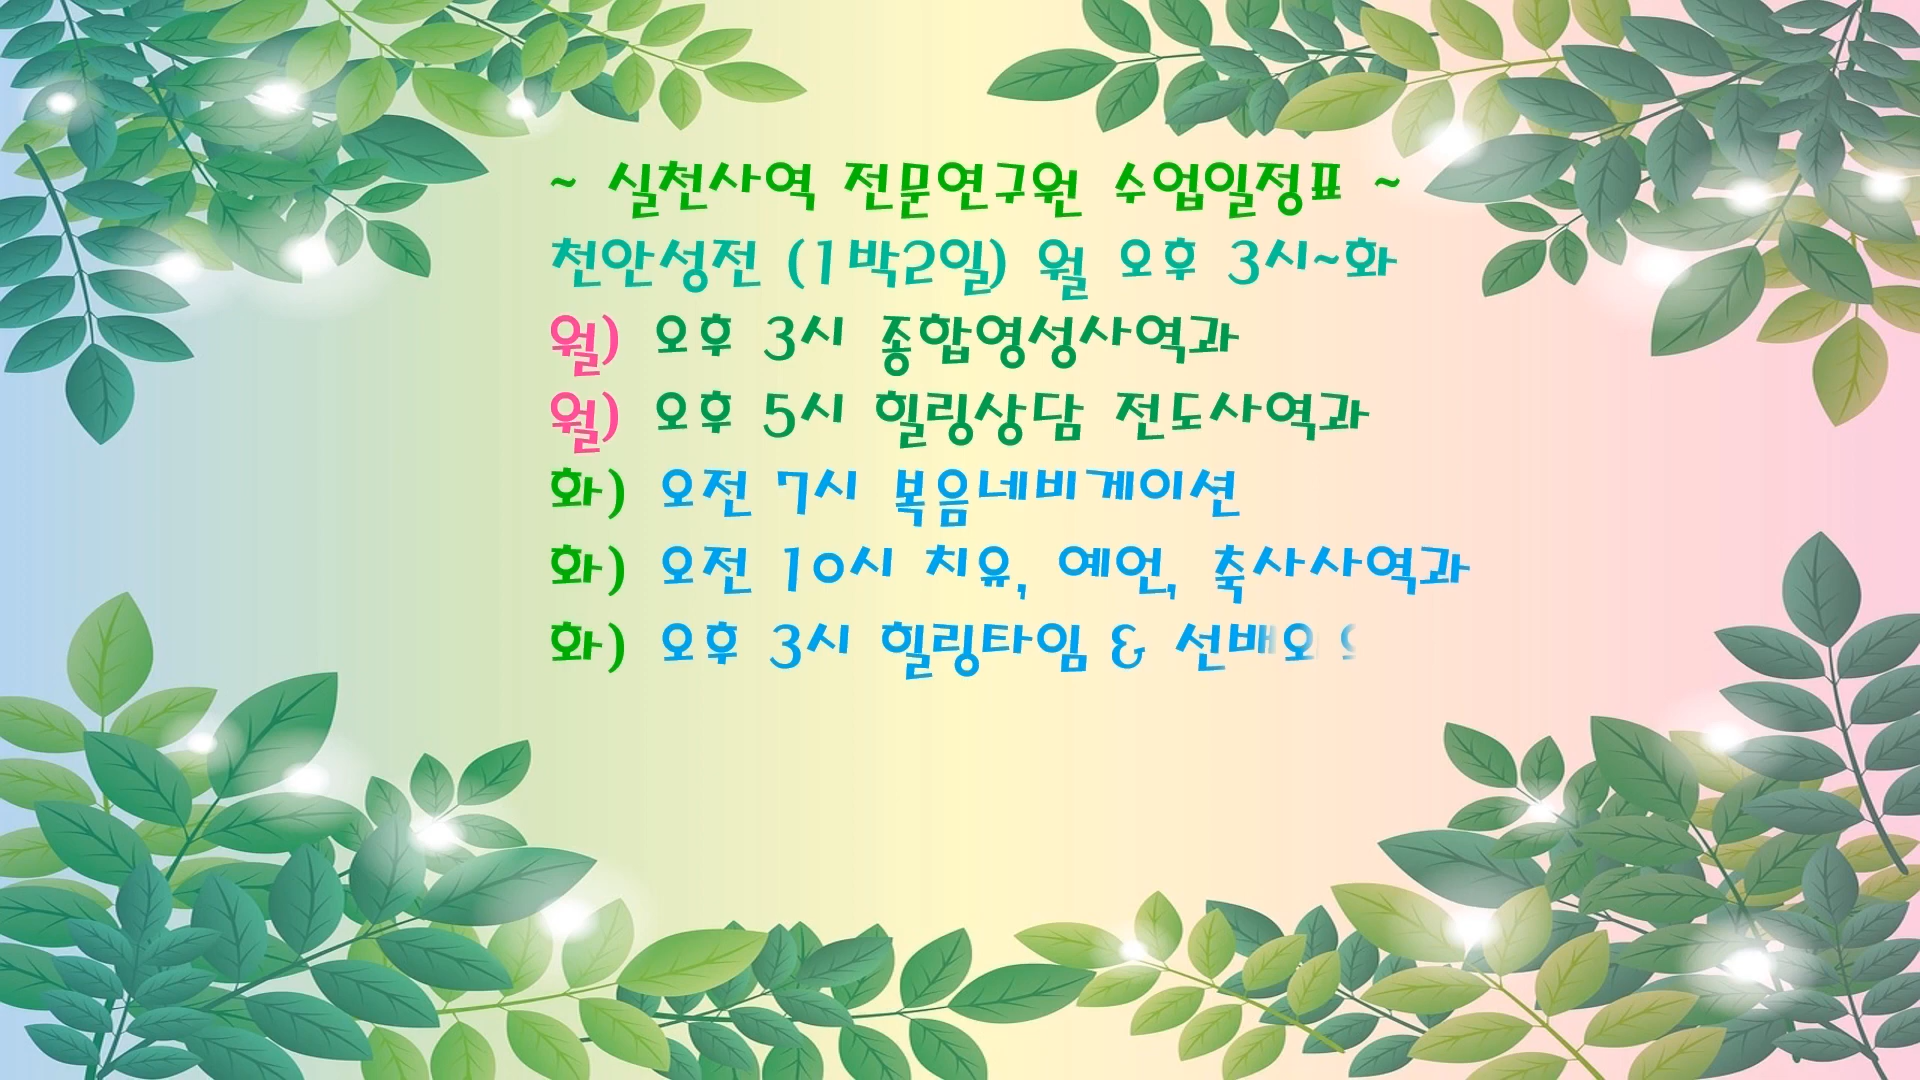 ~ 실천사역 전문연구원 수업일정표 ~
천안성전 (1박2일) 월 오후 3시~화
월) 오후 3시 종합영성사역과
월) 오후 5시 힐링상담 전도사역과
화) 오전 7시 복음네비게이션
화) 오전 10시 치유, 예언, 축사사역과
화) 오후 3시 힐링타임 & 선배와